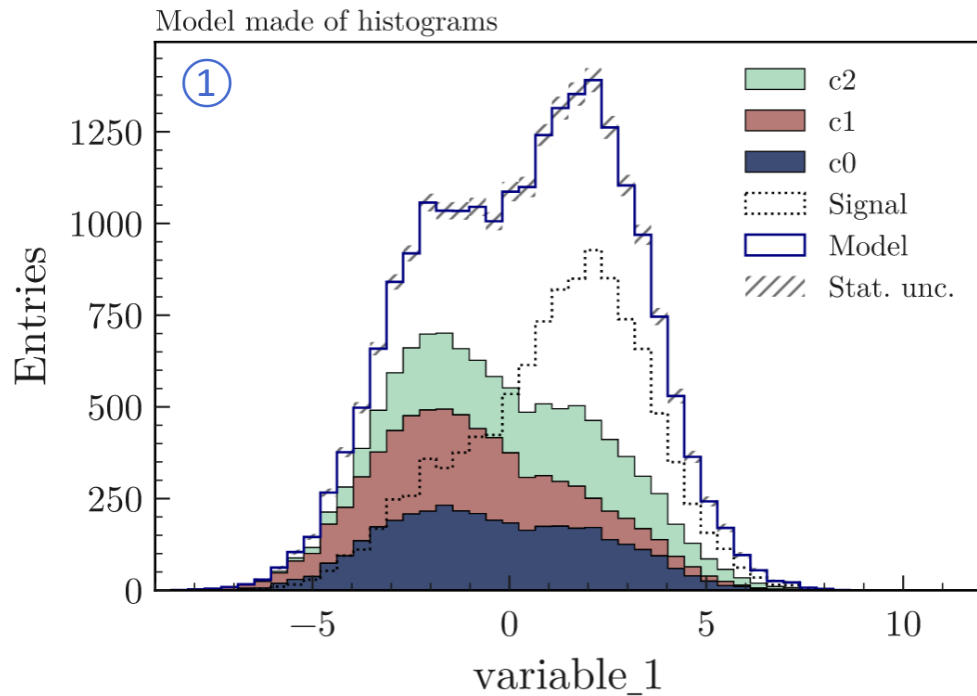 Model made of histograms
①
c2
c1
c0
Signal
Model
Stat. unc.
Entries
1250
1000
750
500
250
0
−5
0
5
10
variable_1